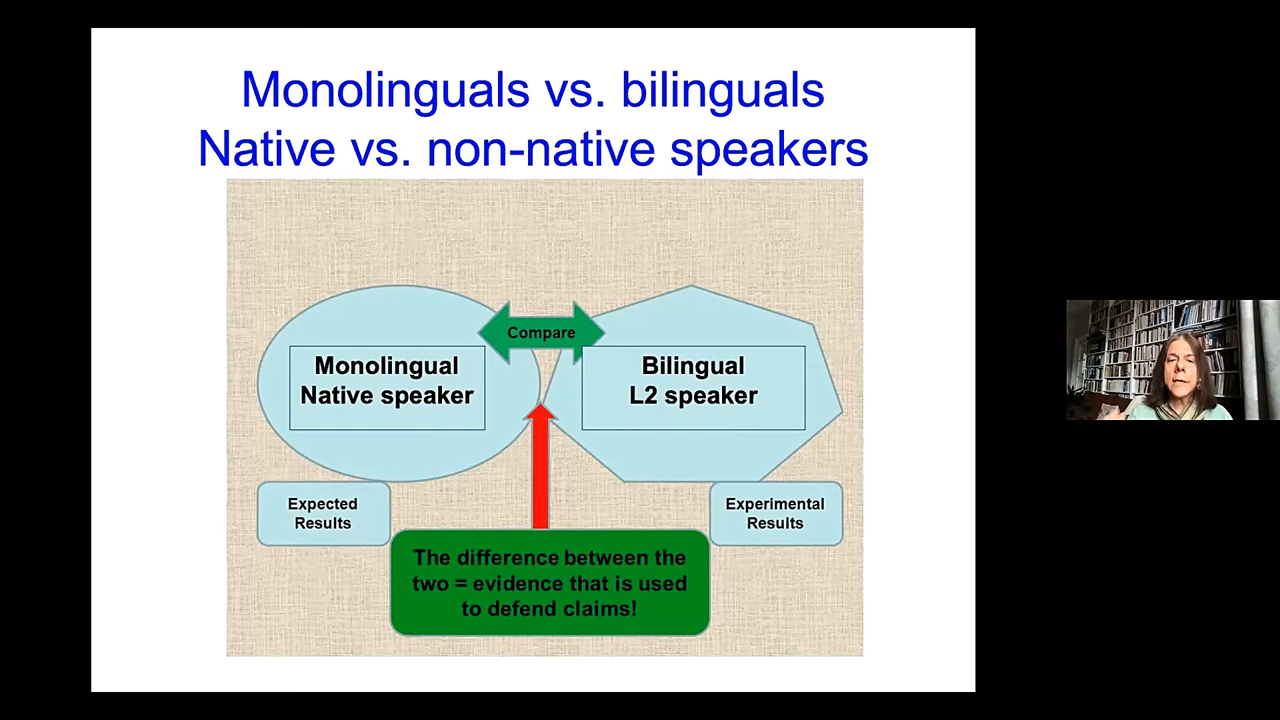 Monolinguals vs. bilinguals
Native vs. non-native speakers
Compare
Monolingual
Native speaker
Bilingual
L2 speaker
Expected
Results
Experimental
Results
The difference between the
two = evidence that is used
to defend claims!